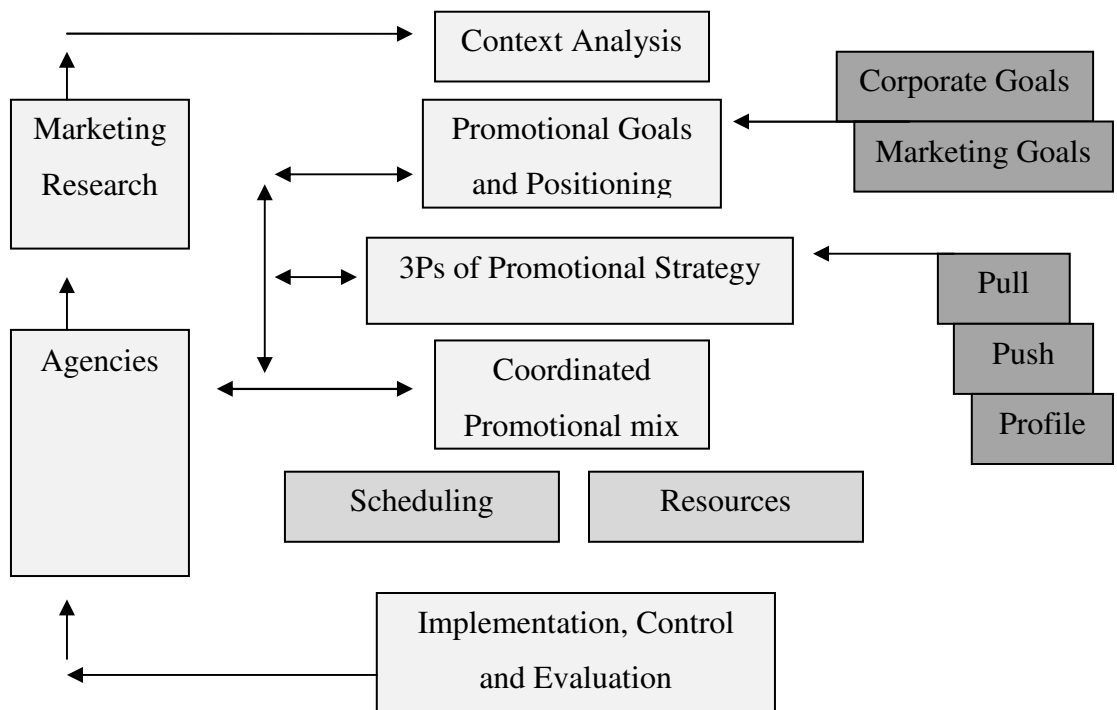 Context Analysis
Corporate Goals
Marketing
Research
Promotional Goals
and Positioning
Marketing Goals
3Ps of Promotional Strategy
Pull
Push
Profile
Agencies
Coordinated
Promotional mix
Scheduling
Resources
Implementation, Control
and Evaluation